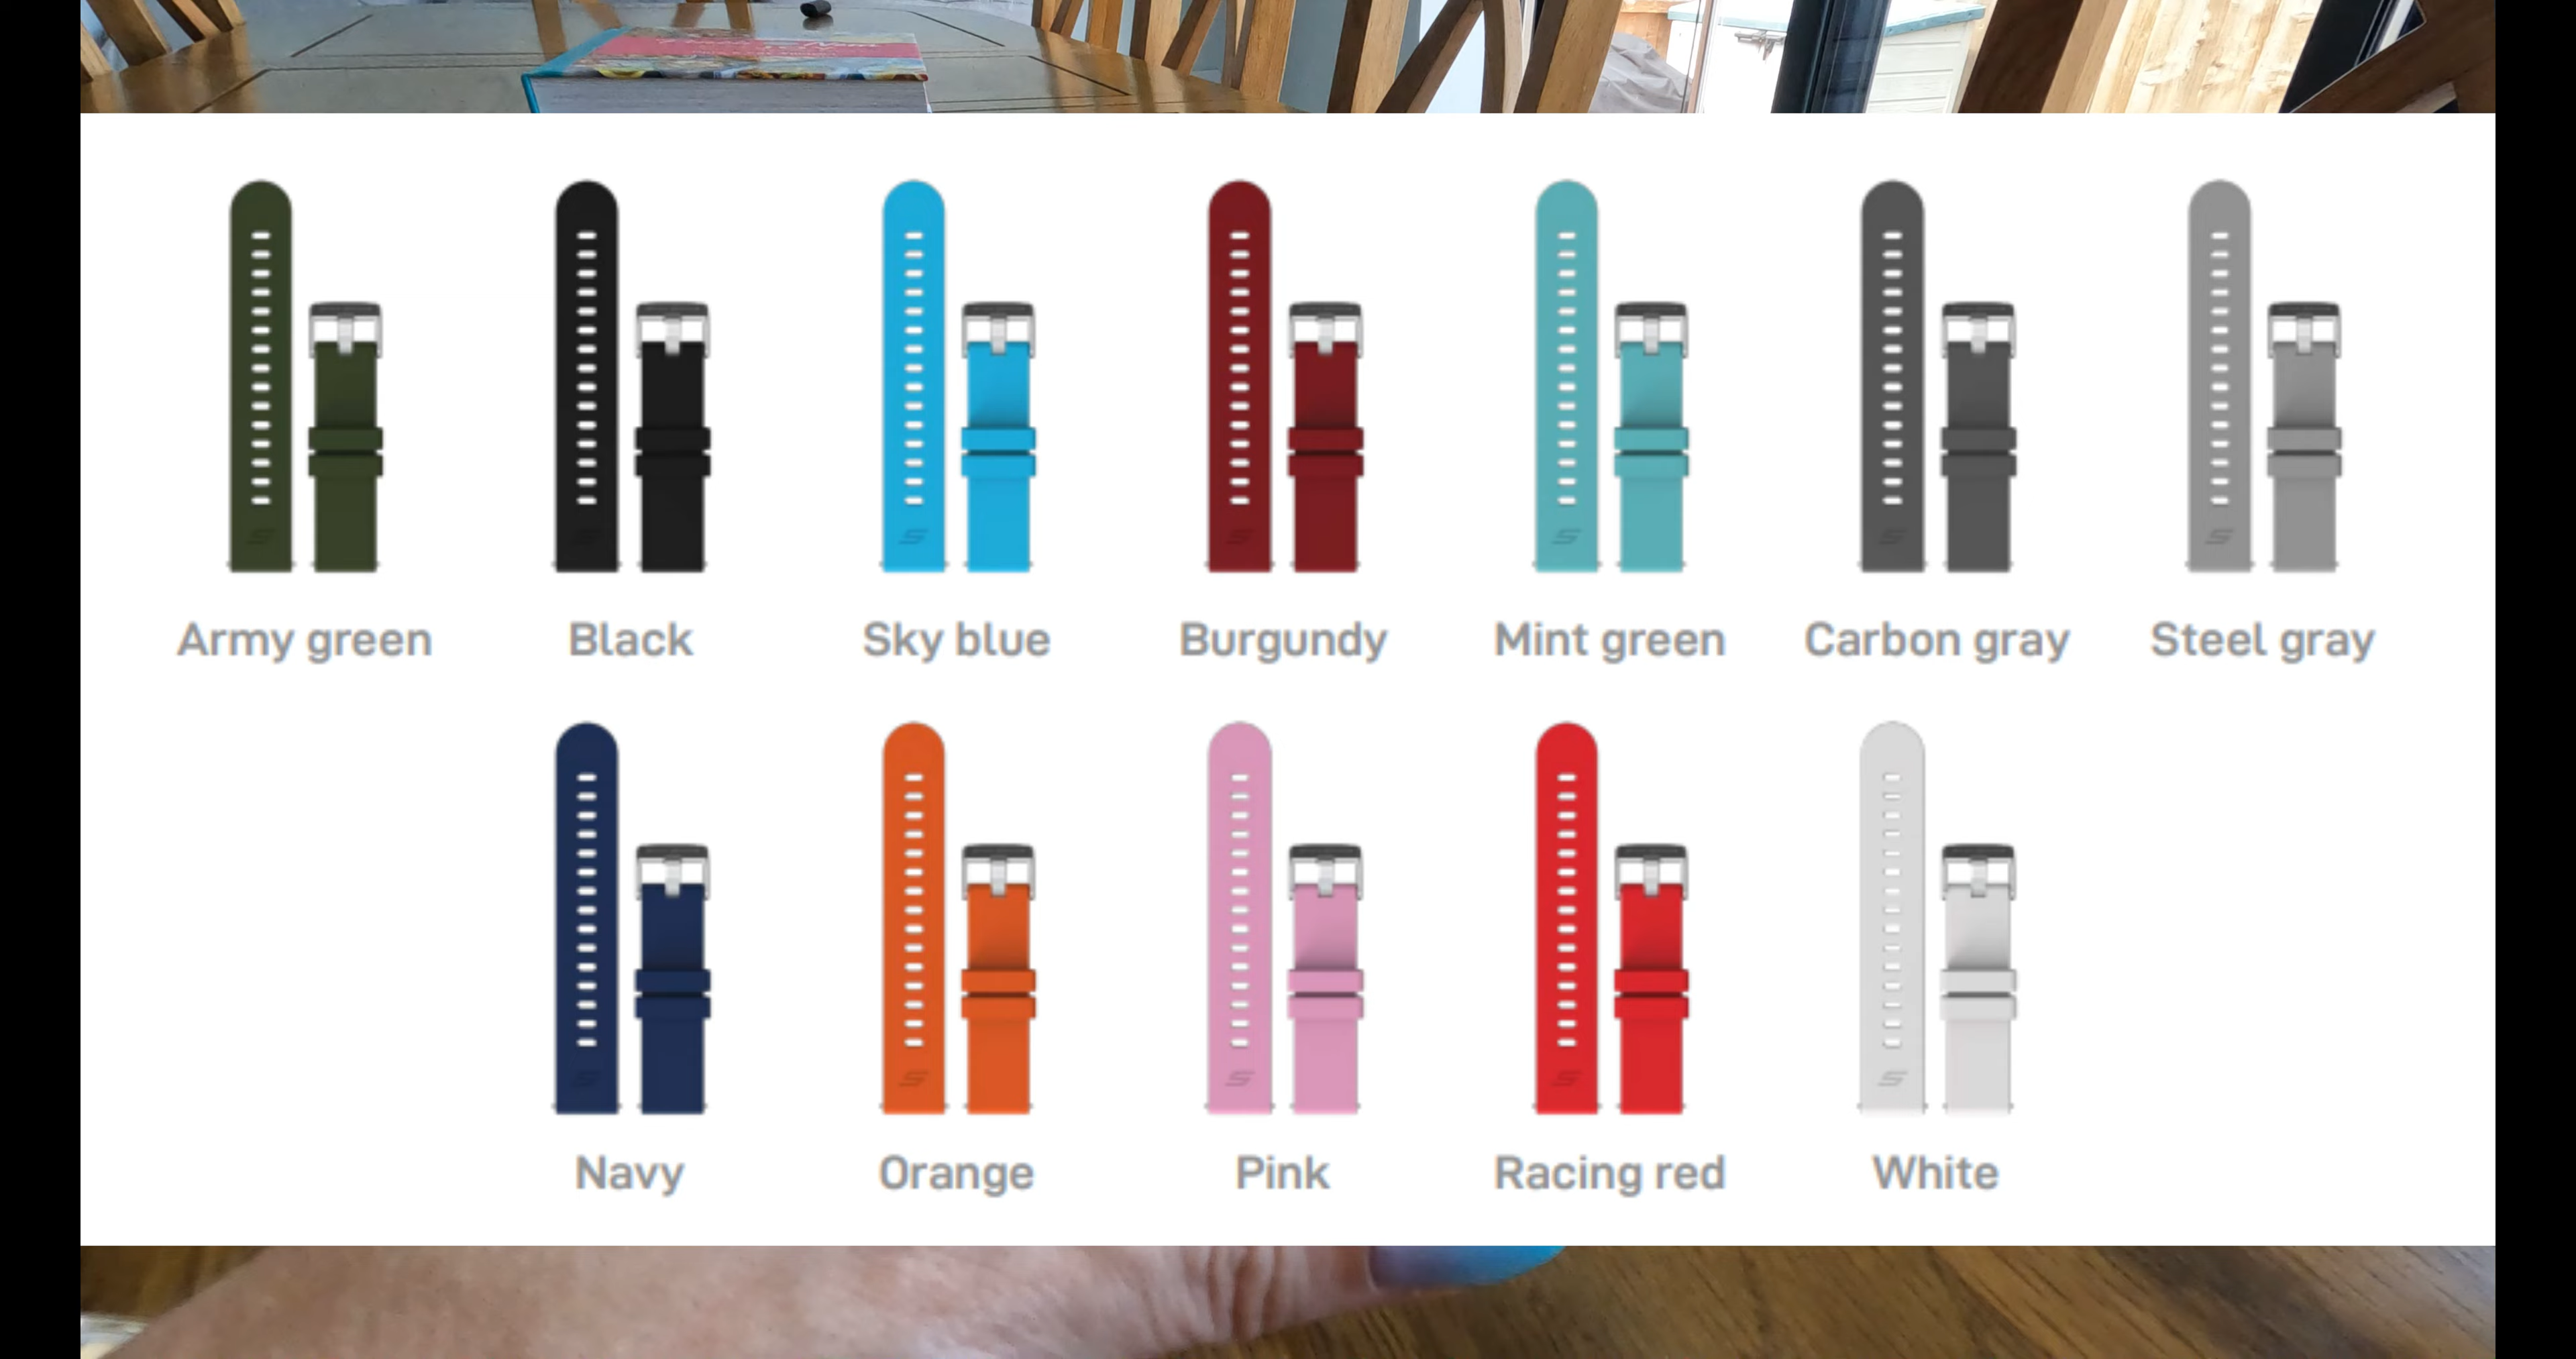 Army green
Black
Sky blue
Burgundy
Mint green
Carbon gray
Steel gray
Navy
Orange
Pink
Racing red
White